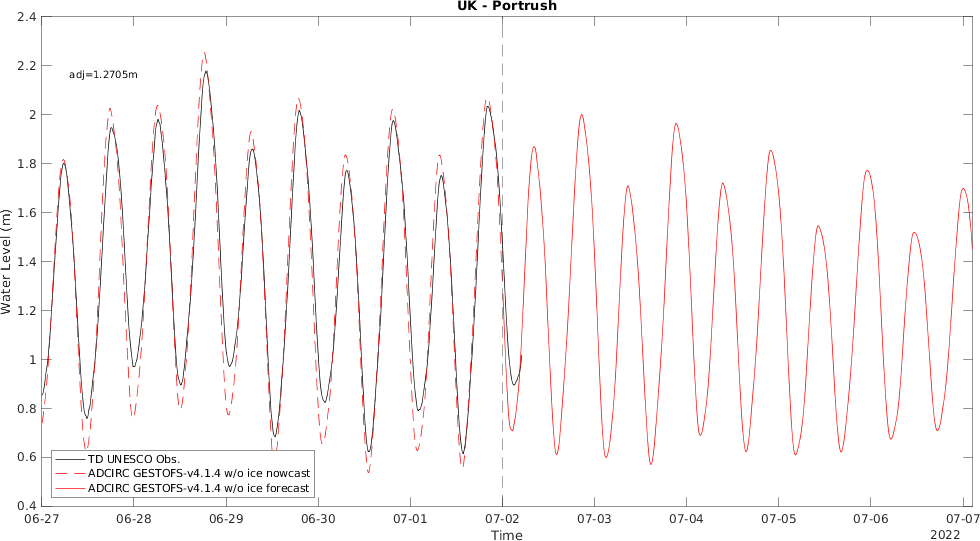 UK - Portrush
2.4
2.2
2
1.8
1.6
1.4
1.2
1
0.8
0.6
0.4
Water Level (m)
adj=1.2705m
TD UNESCO Obs.
ADCIRC GESTOFS-v4.1.4 w/o ice nowcast
ADCIRC GESTOFS-v4.1.4 w/o ice forecast
06-27 06-28 06-29 06-30 07-01 07-02 07-03 07-04 07-05 07-06 07-07
Time
2022